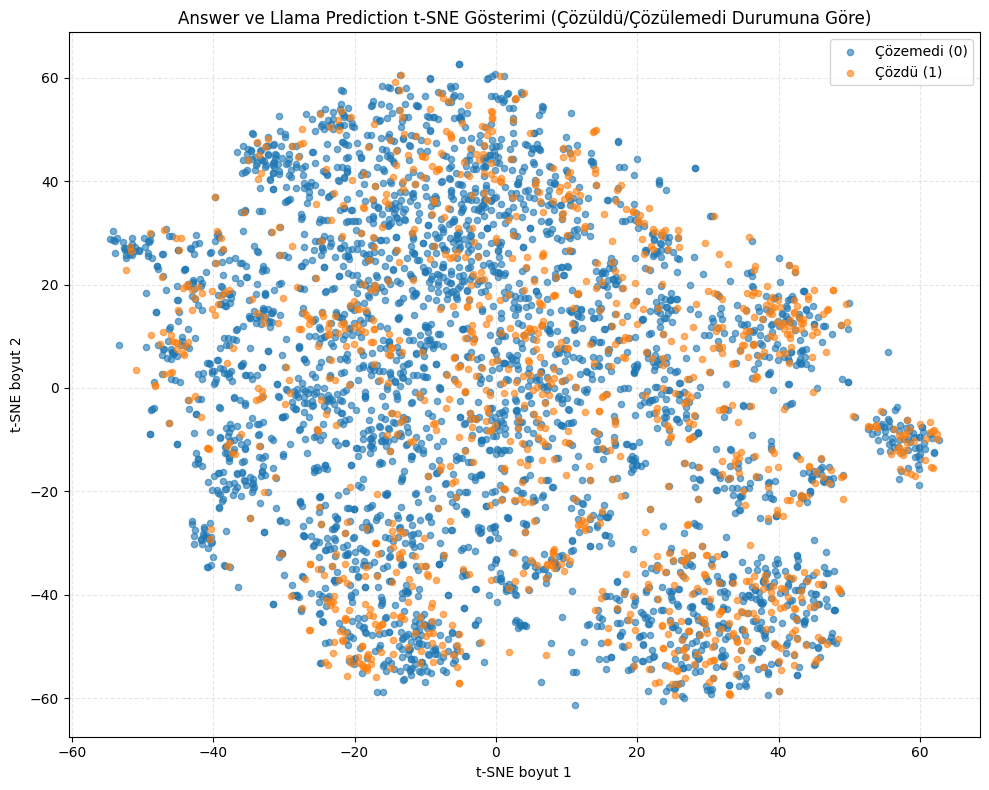 Answer ve Llama Prediction t-SNE Gösterimi (Çözüldü/Çözülemedi Durumuna Göre)
Çözemedi (0)
Çözdü (1)
60
40
20
0
−20
−40
−60
t-SNE boyut 2
−60
−40
−20
0
20
40
60
t-SNE boyut 1